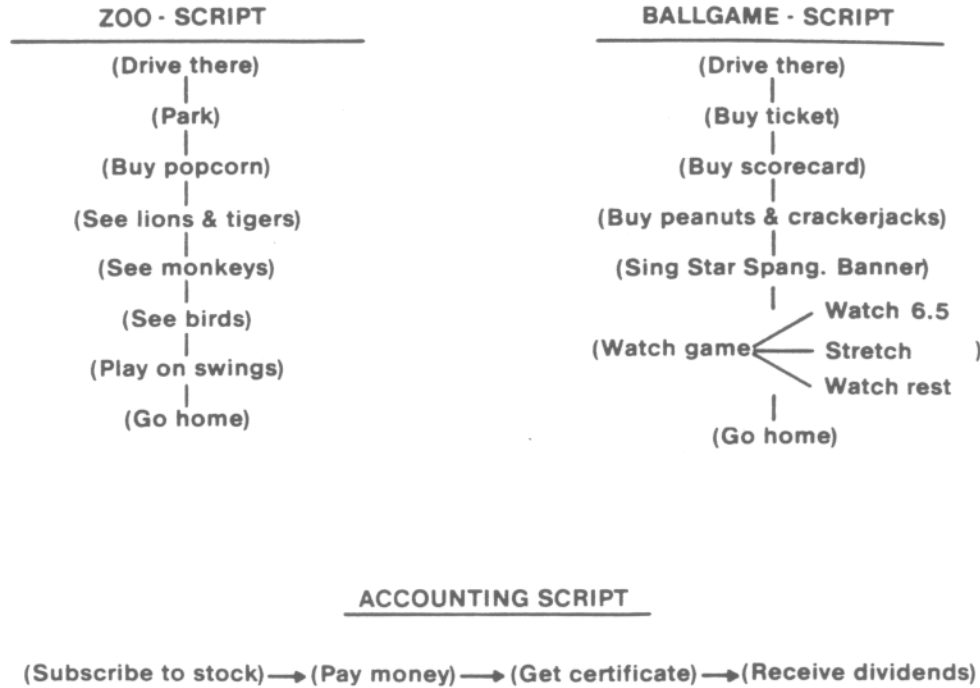 ZOO - SCRIPT
(Drive there)
(Park)
(Buy popcorn)
(See lions & tigers)
(See monkeys)
(See birds)
(Play on swings)
(Go home)
BALLGAME - SCRIPT
(Drive there)
(Buy ticket)
(Buy scorecard)
(Buy peanuts & crackerjacks)
(Sing Star Spang. Banner)
(Watch game
Watch 6.5
Stretch )
Watch rest
(Go home)
ACCOUNTING SCRIPT
(Subscribe to stock) → (Pay money) → (Get certificate) → (Receive dividends)